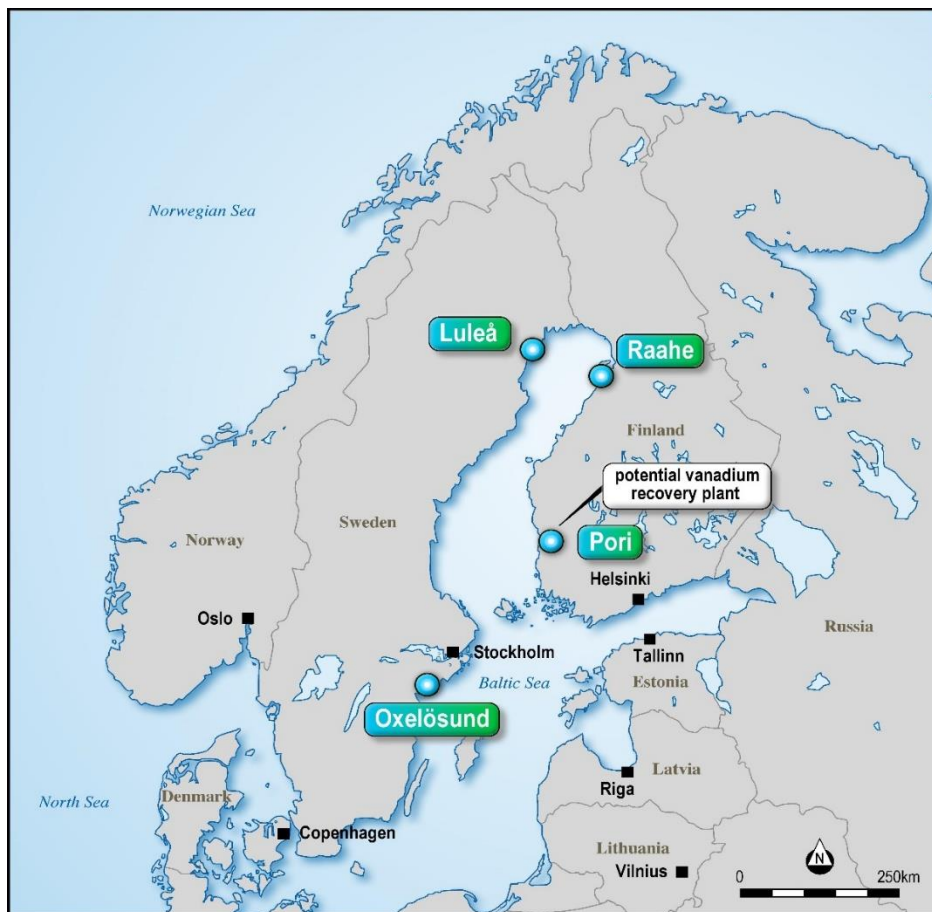 Norwegian Sea
Luleå
Raahe
Finland
potential vanadium
recovery plant
Sweden
Norway
Pori
Helsinki
Oslo
Russia
Stockholm
Tallinn
Baltic Sea
Estonia
Oxelösund
Latvia
Riga
North Sea
Denmark
Copenhagen
Lithuania
Vilnius
N
0
250km